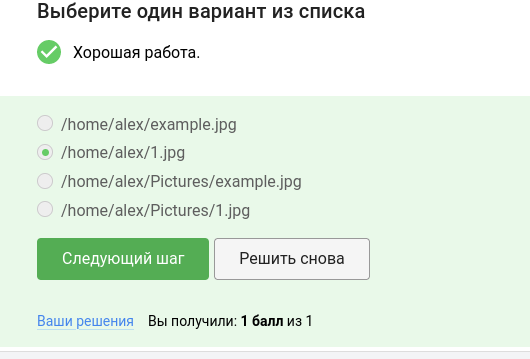 Выберите один вариант из списка
Хорошая работа.
/home/alex/example.jpg
/home/alex/1.jpg
/home/alex/Pictures/example.jpg
/home/alex/Pictures/1.jpg
Следующий шаг Решить снова
Ваши решения Вы получили: 1 балл из 1